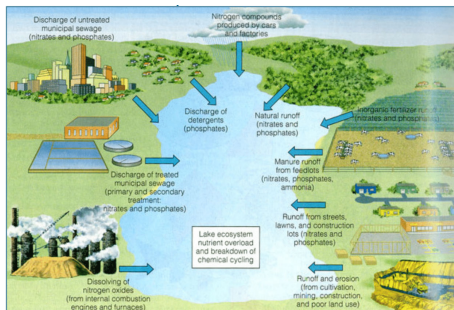 Discharge of untreated
municipal sewage
(nitrates and phosphates)
Nitrogen compounds
produced by cars
and factories
Discharge of
detergents
(phosphates)
Natural runoff
(nitrates and
phosphates)
Inorganic fertilizer runoff
(nitrates and phosphates)
Manure runoff
from feedlots
(nitrates, phosphates,
ammonia)
Discharge of treated
municipal sewage
(primary and secondary
treatment:
nitrates and phosphates)
Runoff from streets,
lawns, and construction
lots (nitrates and
phosphates)
Lake ecosystem
nutrient overload
and breakdown of
chemical cycling
Dissolving of
nitrogen oxides
(from internal combustion
engines and furnaces)
Runoff and erosion
(from cultivation,
mining, construction,
and poor land use)